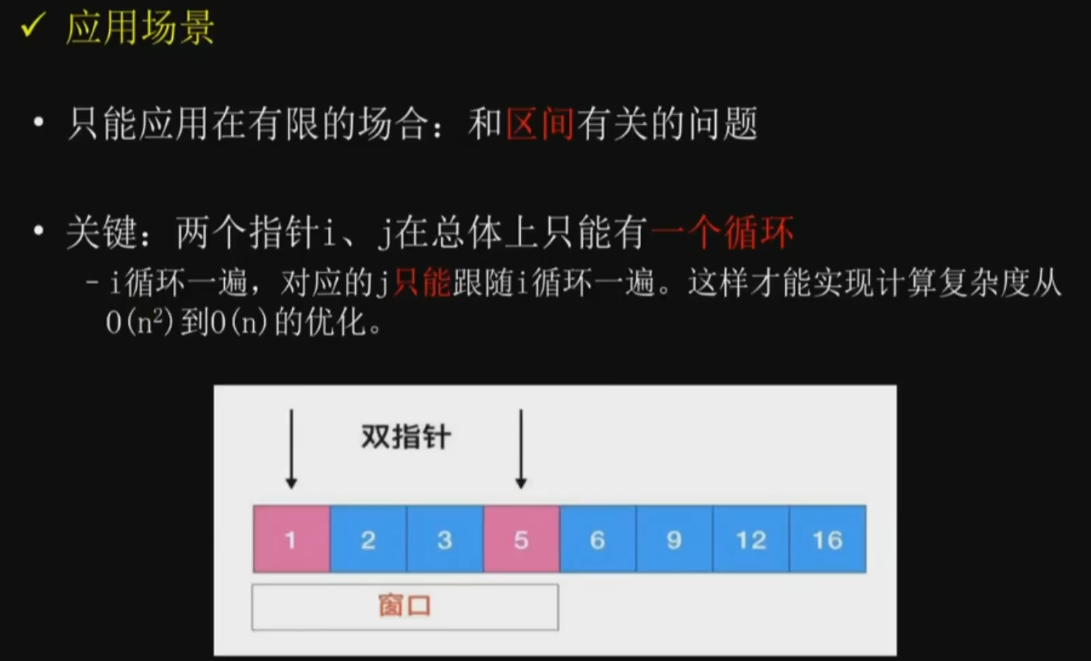 ✓ 应用场景
• 只能应用在有限的场合：和区间有关的问题
• 关键：两个指针i、j在总体上只能有一个循环
－i循环一遍，对应的j只能跟随i循环一遍。这样才能实现计算复杂度从
O(n²)到O(n)的优化。
双指针
1 2 3 5 6 9 12 16
窗口